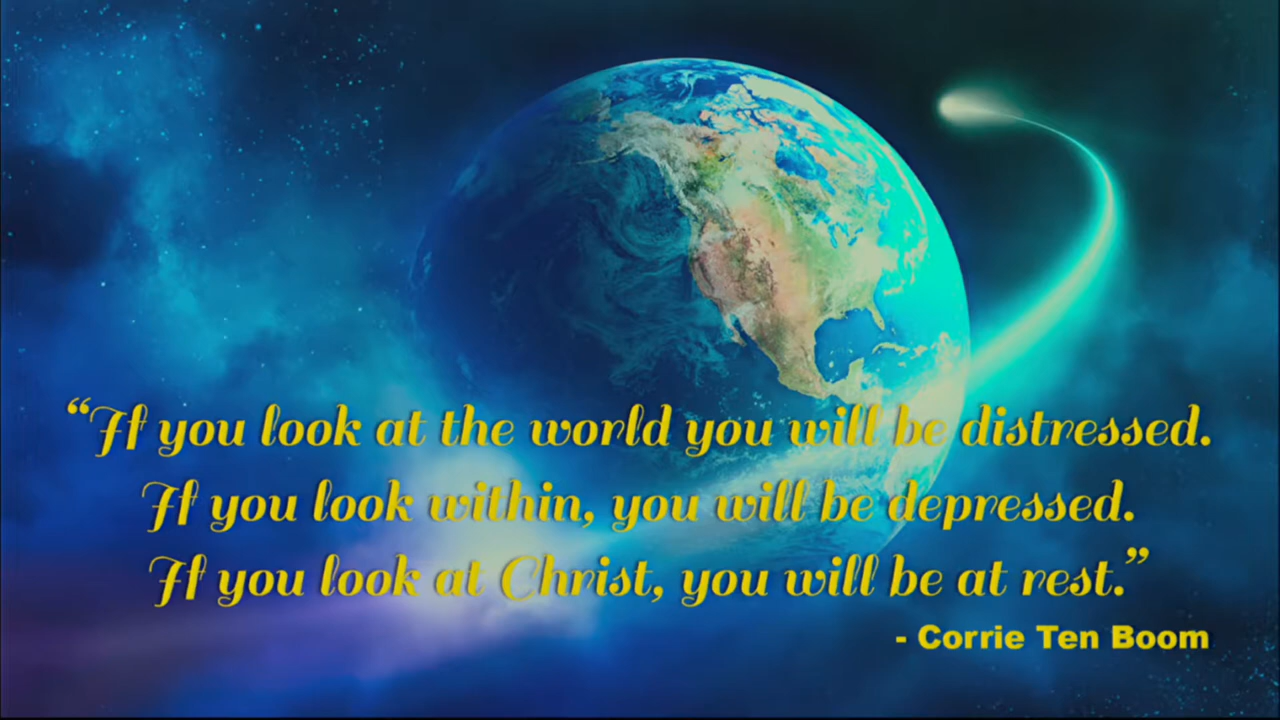 “If you look at the world you will be distressed.
If you look within, you will be depressed.
If you look at Christ, you will be at rest.”
- Corrie Ten Boom